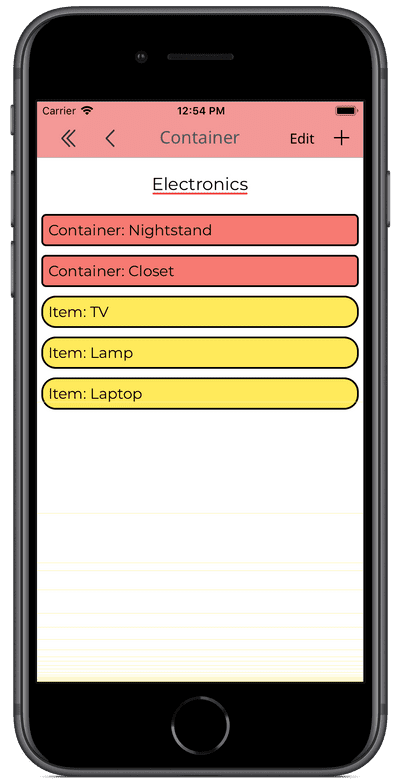 Carrier 12:54 PM
Container Edit
Electronics
Container: Nightstand
Container: Closet
Item: TV
Item: Lamp
Item: Laptop